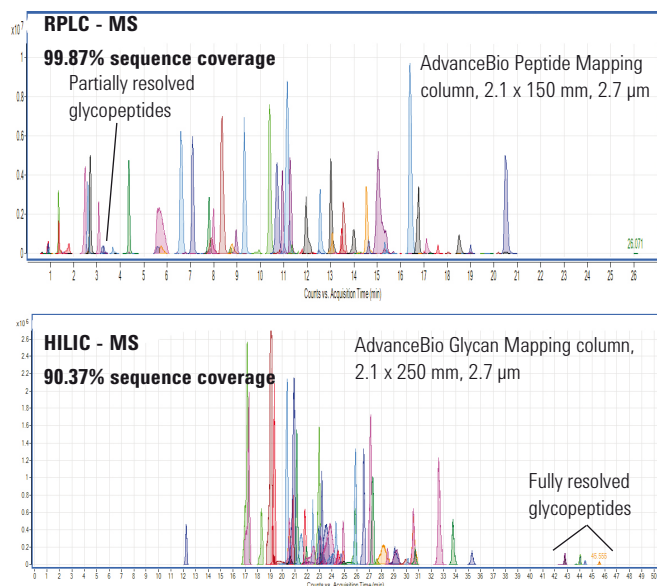 x10⁷
RPLC - MS
99.87% sequence coverage
Partially resolved
glycopeptides
AdvanceBio Peptide Mapping
column, 2.1 x 150 mm, 2.7 µm
1
0.8
0.6
0.4
0.2
0
26.071
1 2 3 4 5 6 7 8 9 10 11 12 13 14 15 16 17 18 19 20 21 22 23 24 25 26
Counts vs. Acquisition Time (min)
HILIC - MS
90.37% sequence coverage
AdvanceBio Glycan Mapping column,
2.1 x 250 mm, 2.7 µm
Fully resolved
glycopeptides
2.6
2.4
2.2
2
1.8
1.6
1.4
1.2
1
0.8
0.6
0.4
0.2
0
1 2 3 4 5 6 7 8 9 10 11 12 13 14 15 16 17 18 19 20 21 22 23 24 25 26 27 28 29 30 31 32 33 34 35 36 37 38 39 40 41 42 43 44 45 46 47 48 49
Counts vs. Acquisition Time (min)